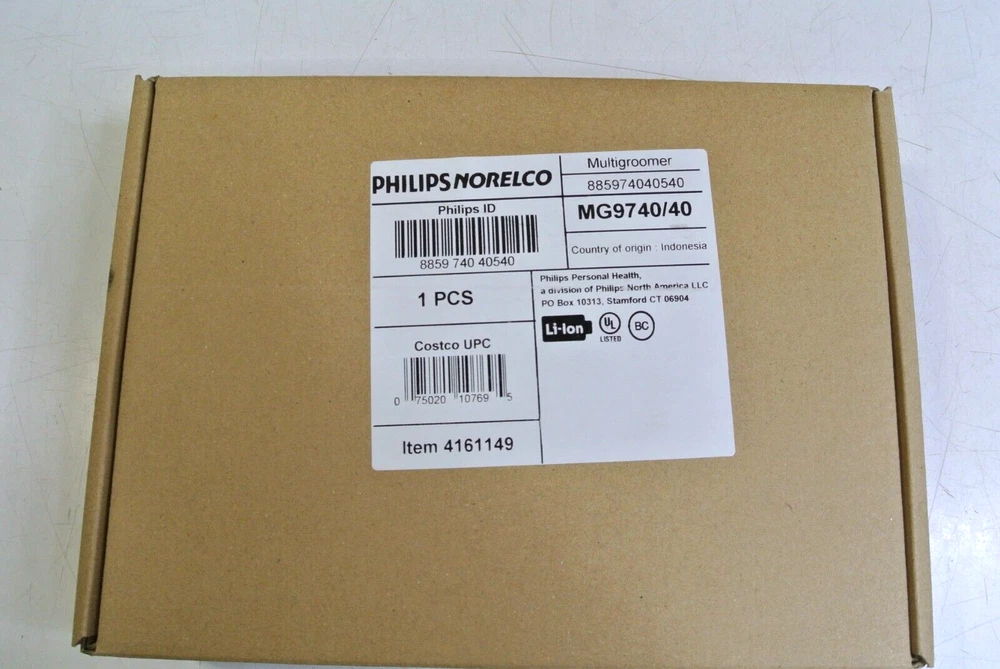 PHILIPS NORELCO
Multigroomer
885974040540
MG9740/40
Country of origin : Indonesia
Philips ID
8859 740 40540
1 PCS
Costco UPC
0 75020 10769 5
Item 4161149
Philips Personal Health,
a division of Philips North America LLC
PO Box 10313, Stamford CT 06904
Li-Ion
UL
LISTED
BC